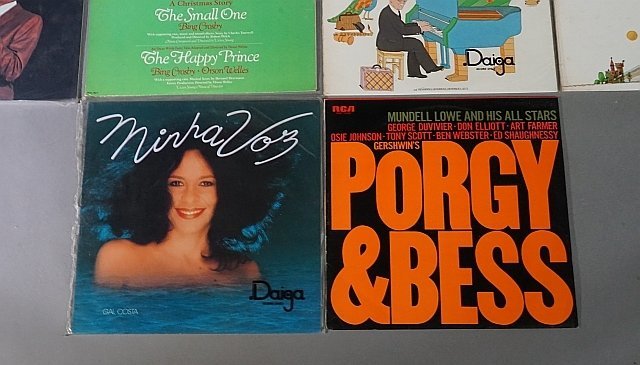 A Christmas Story
The Small One
Bing Crosby
The Happy Prince
Bing Crosby • Orson Welles
Daiga
Minha Voz
Daiga
GAL COSTA
RCA
MUNDELL LOWE AND HIS ALL STARS
GEORGE DUVIVIER • DON ELLIOTT • ART FARMER
OSIE JOHNSON • TONY SCOTT • BEN WEBSTER • ED SHAUGHNESSY
GERSHWIN'S
PORGY
&BESS